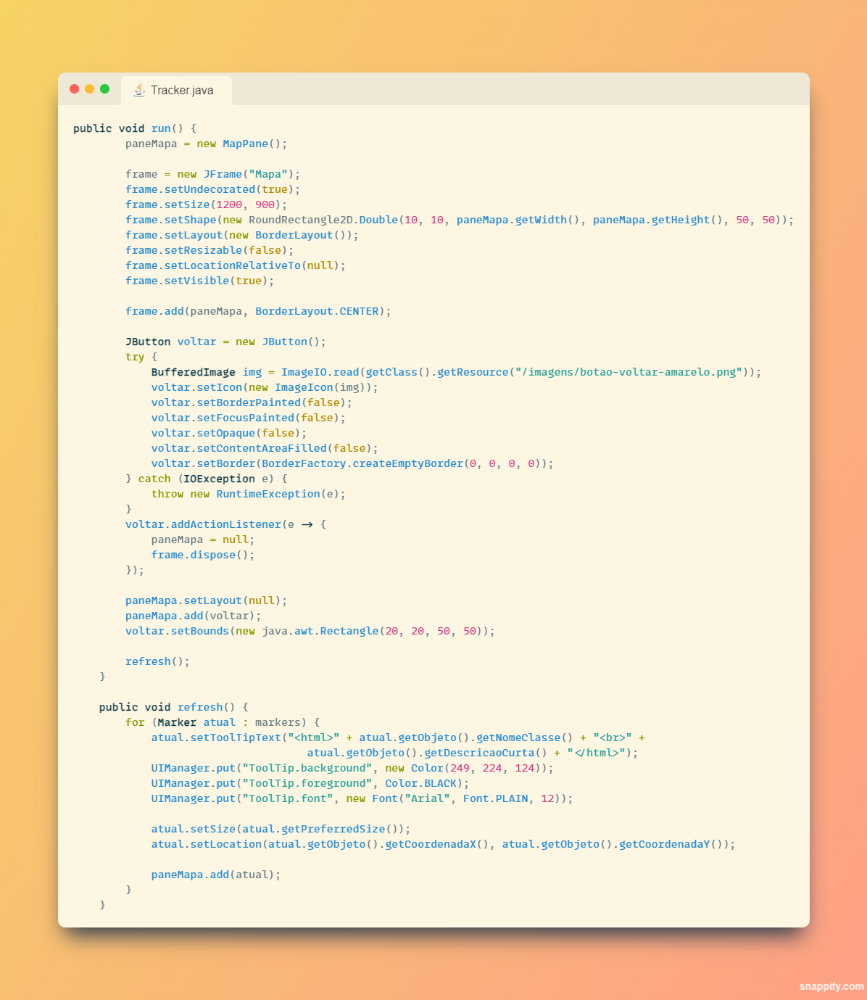 Tracker.java
public void run() {
        paneMapa = new MapPane();

        frame = new JFrame("Mapa");
        frame.setUndecorated(true);
        frame.setSize(1200, 900);
        frame.setShape(new RoundRectangle2D.Double(10, 10, paneMapa.getWidth(), paneMapa.getHeight(), 50, 50));
        frame.setLayout(new BorderLayout());
        frame.setResizable(false);
        frame.setLocationRelativeTo(null);
        frame.setVisible(true);

        frame.add(paneMapa, BorderLayout.CENTER);

        JButton voltar = new JButton();
        try {
            BufferedImage img = ImageIO.read(getClass().getResource("/imagens/botao-voltar-amarelo.png"));
            voltar.setIcon(new ImageIcon(img));
            voltar.setBorderPainted(false);
            voltar.setFocusPainted(false);
            voltar.setOpaque(false);
            voltar.setContentAreaFilled(false);
            voltar.setBorder(BorderFactory.createEmptyBorder(0, 0, 0, 0));
        } catch (IOException e) {
            throw new RuntimeException(e);
        }
        voltar.addActionListener(e -> {
            paneMapa = null;
            frame.dispose();
        });

        paneMapa.setLayout(null);
        paneMapa.add(voltar);
        voltar.setBounds(new java.awt.Rectangle(20, 20, 50, 50));

        refresh();
    }

    public void refresh() {
        for (Marker atual : markers) {
            atual.setToolTipText("<html>" + atual.getObjeto().getNomeClasse() + "<br>" +
                                    atual.getObjeto().getDescricaoCurta() + "</html>");
            UIManager.put("ToolTip.background", new Color(249, 224, 124));
            UIManager.put("ToolTip.foreground", Color.BLACK);
            UIManager.put("ToolTip.font", new Font("Arial", Font.PLAIN, 12));

            atual.setSize(atual.getPreferredSize());
            atual.setLocation(atual.getObjeto().getCoordenadaX(), atual.getObjeto().getCoordenadaY());

            paneMapa.add(atual);
        }
    }
snappify.com